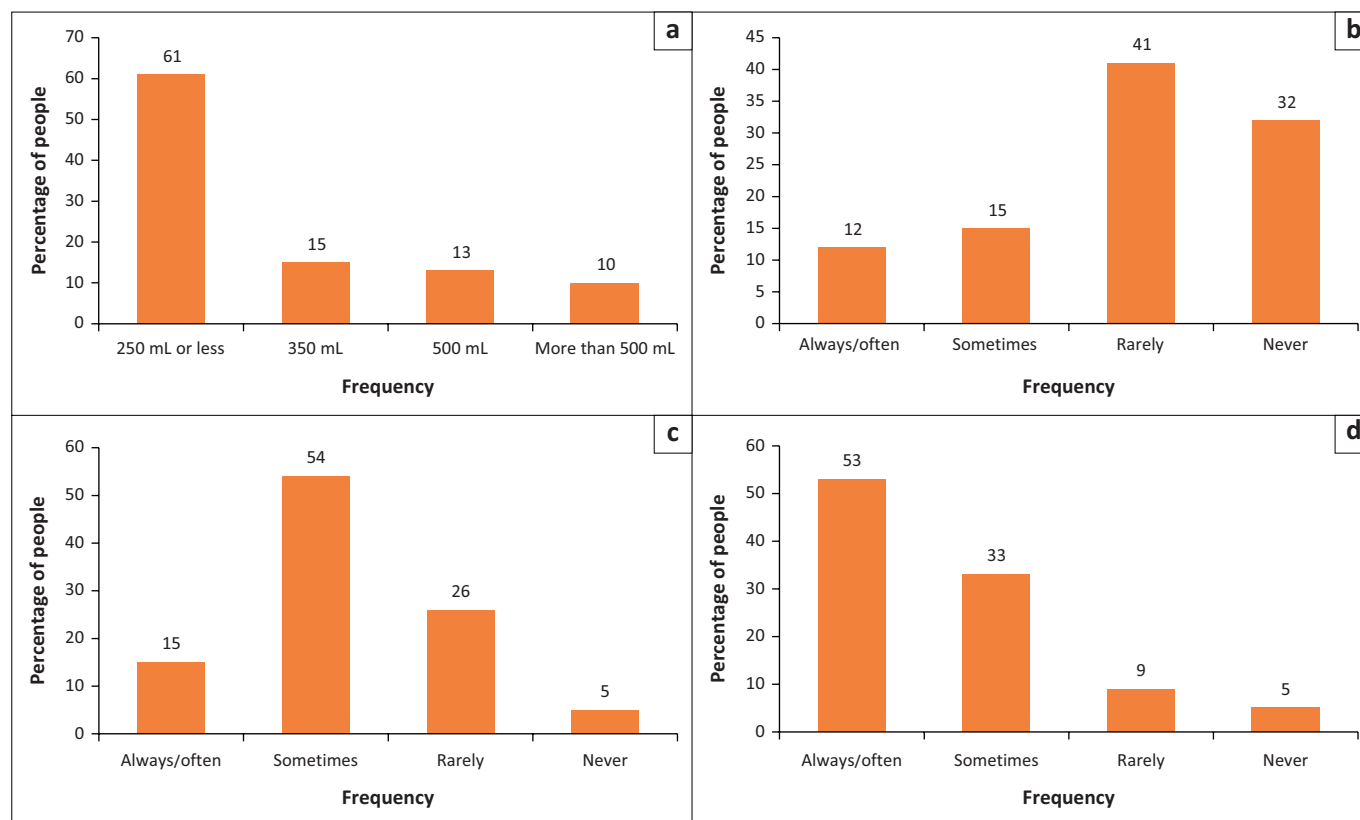 a
Percentage of people
70
60
50
40
30
20
10
0
61
15
13
10
250 mL or less
350 mL
500 mL
More than 500 mL
Frequency
b
Percentage of people
45
40
35
30
25
20
15
10
5
0
12
15
41
32
Always/often
Sometimes
Rarely
Never
Frequency
c
Percentage of people
60
50
40
30
20
10
0
15
54
26
5
Always/often
Sometimes
Rarely
Never
Frequency
d
Percentage of people
60
50
40
30
20
10
0
53
33
9
5
Always/often
Sometimes
Rarely
Never
Frequency